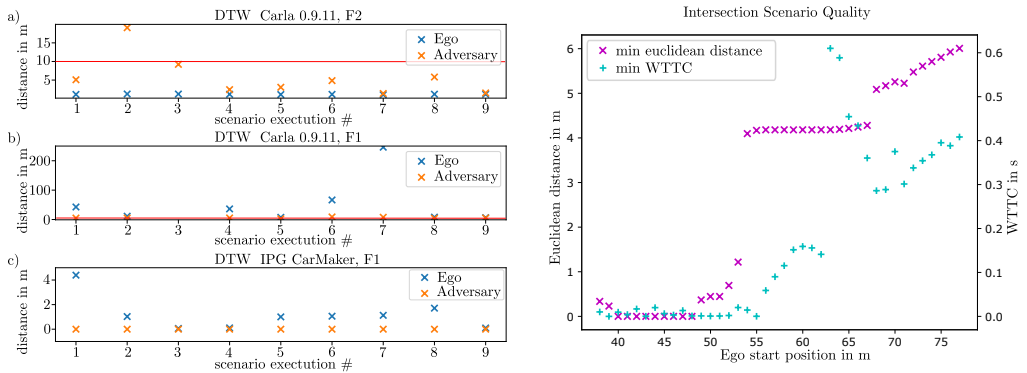 a)
DTW Carla 0.9.11, F2
distance in m
15
10
5
Ego
Adversary
1 2 3 4 5 6 7 8 9
scenario exectution #
b)
DTW Carla 0.9.11, F1
distance in m
200
100
0
Ego
Adversary
1 2 3 4 5 6 7 8 9
scenario exectution #
c)
DTW IPG CarMaker, F1
distance in m
4
2
0
Ego
Adversary
1 2 3 4 5 6 7 8 9
scenario exectution #
Intersection Scenario Quality
Euclidean distance in m
6
5
4
3
2
1
0
min euclidean distance
min WTTC
0.6
0.5
0.4
0.3
0.2
0.1
0.0
WTTC in s
40 45 50 55 60 65 70 75
Ego start position in m